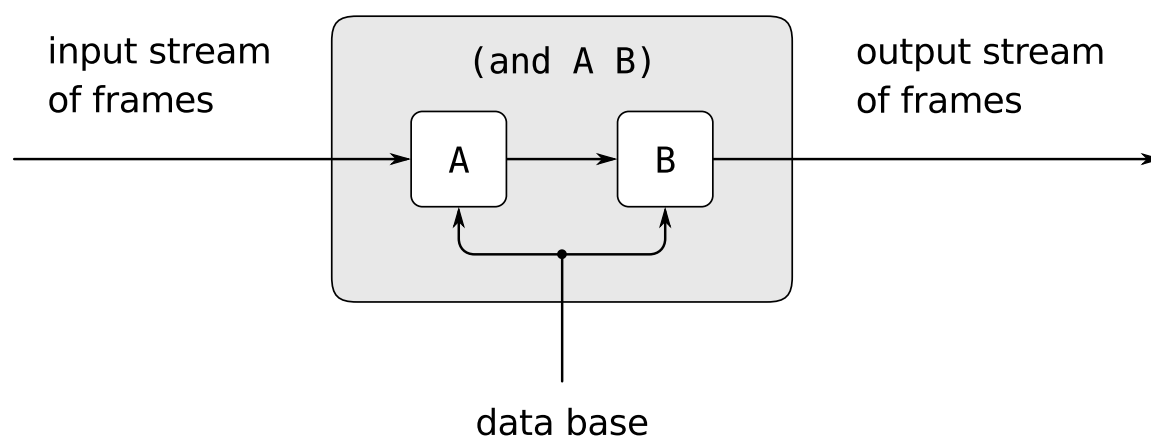 input stream
of frames
(and A B)
output stream
of frames
A
B
data base